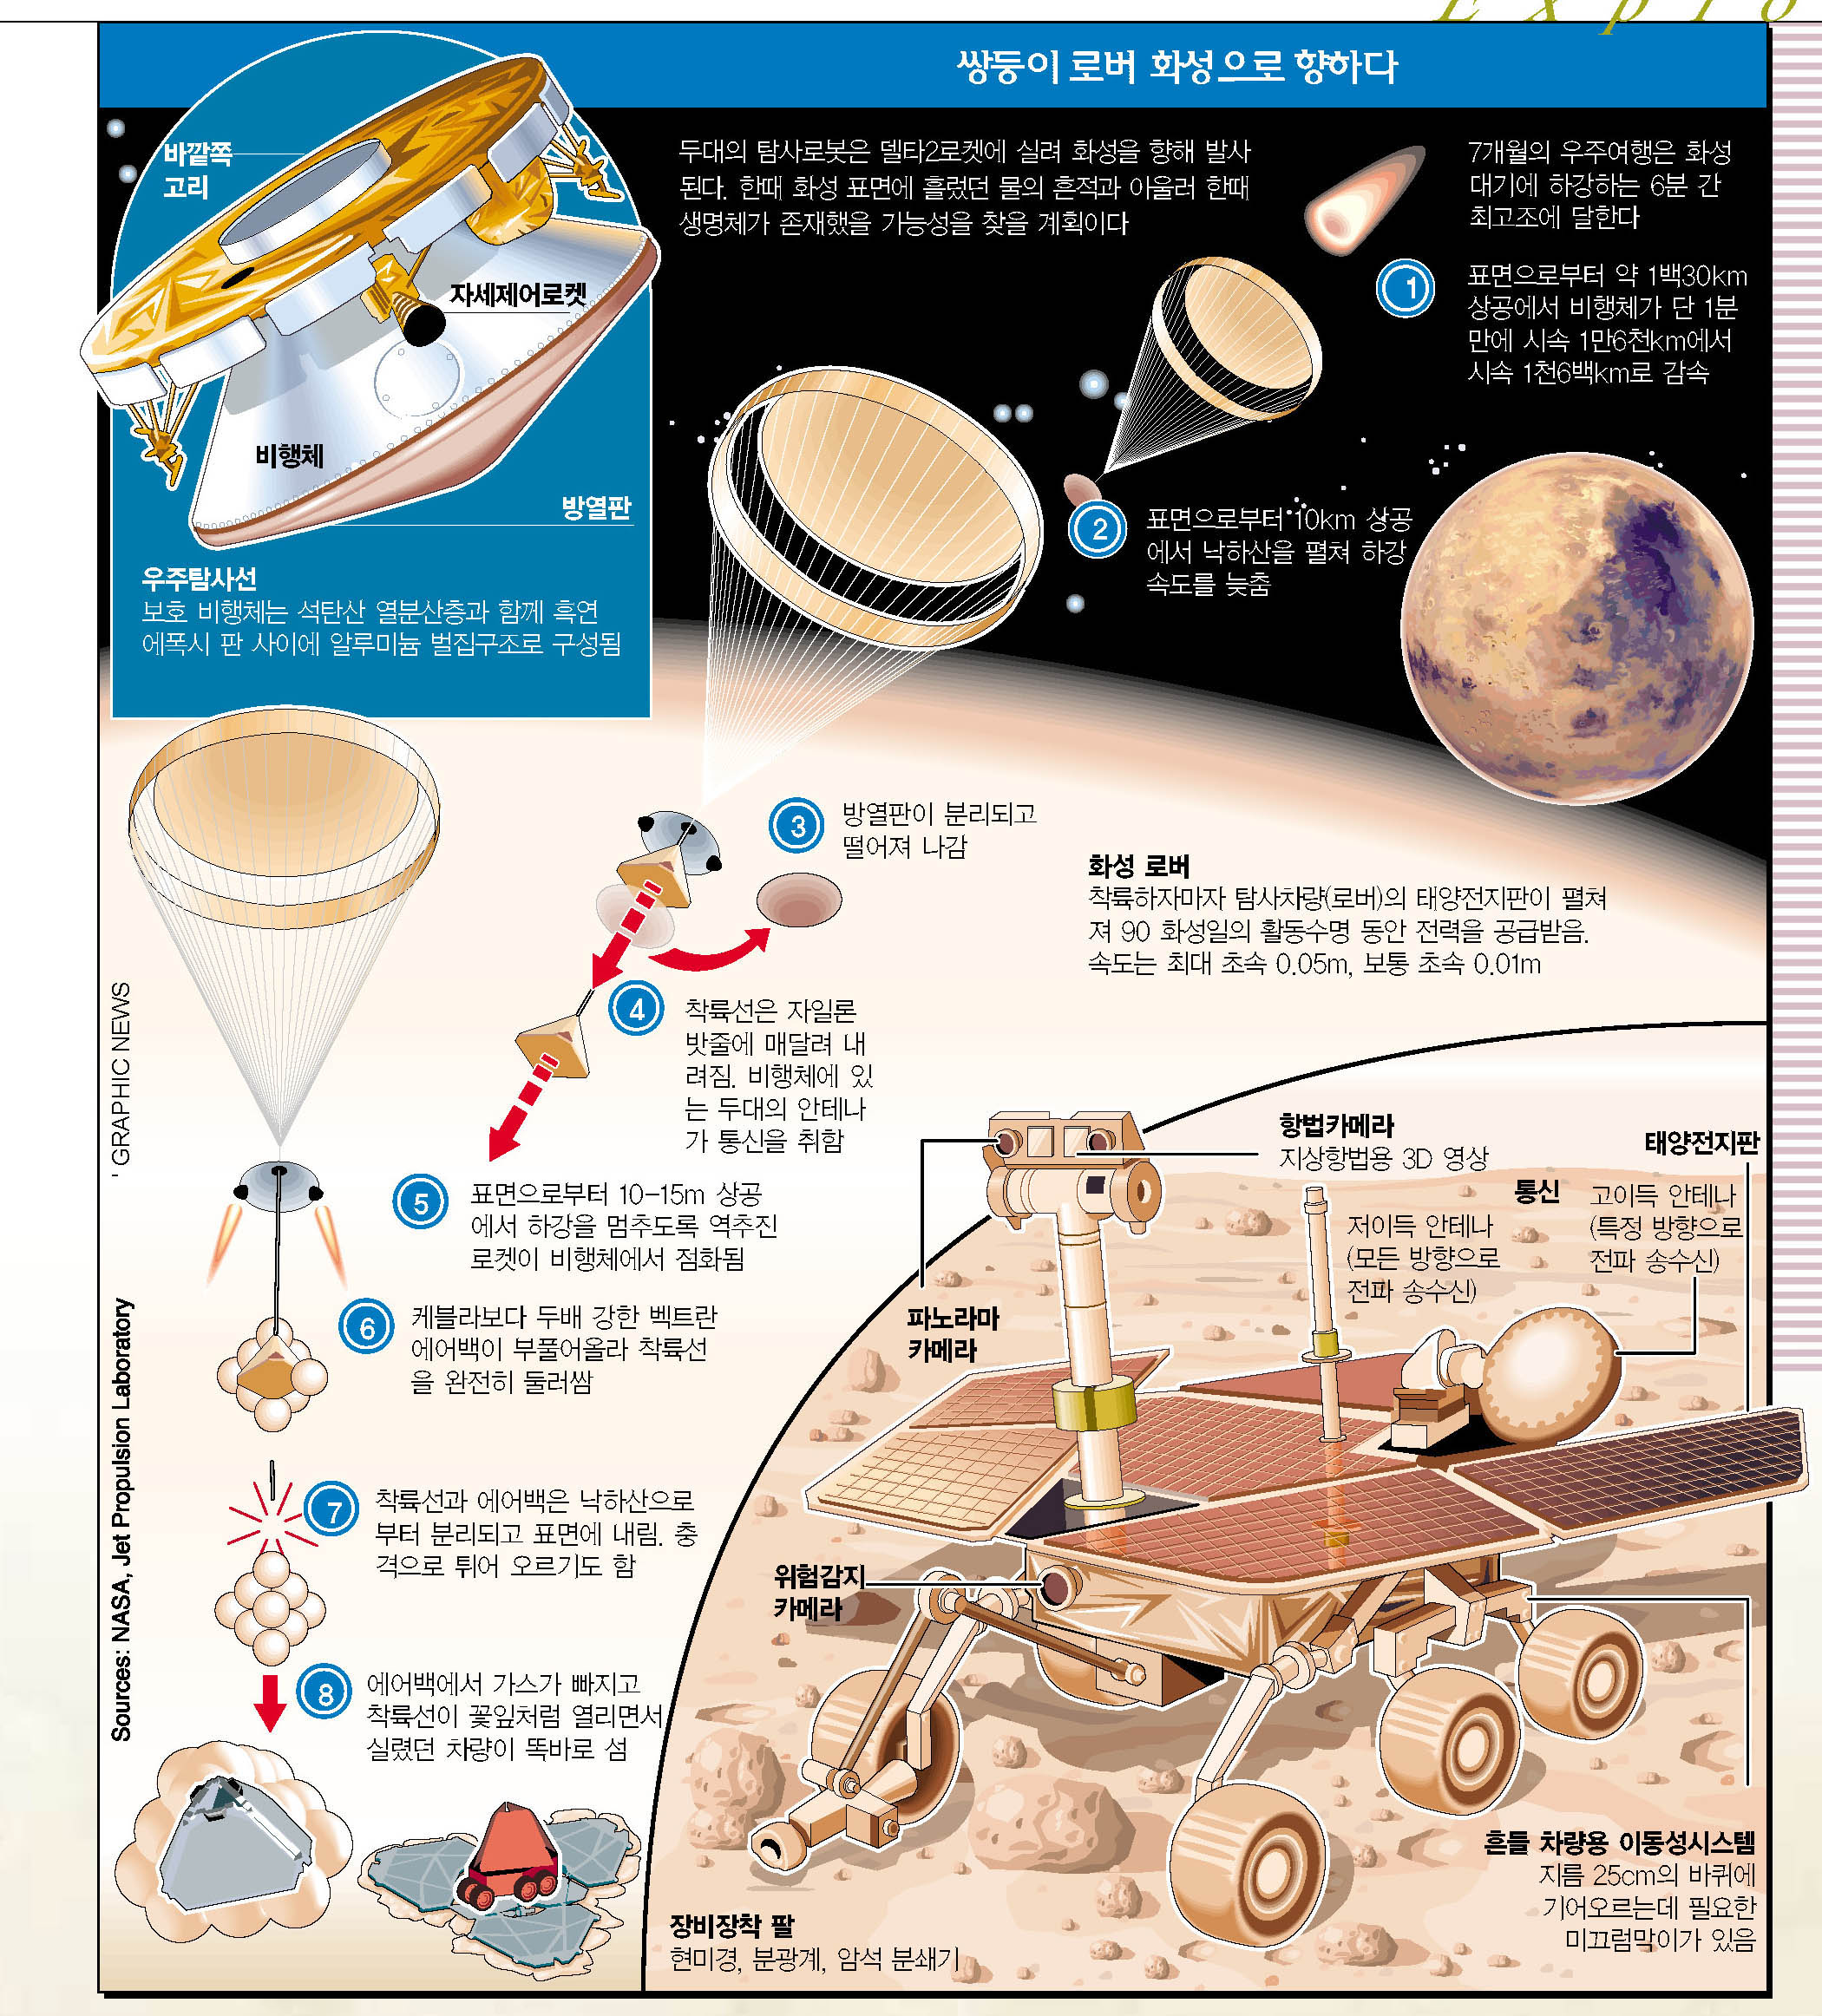 쌍둥이 로버 화성으로 향하다
두대의 탐사로봇은 델타2로켓에 실려 화성을 향해 발사
된다. 한때 화성 표면에 흘렀던 물의 흔적과 아울러 한때
생명체가 존재했을 가능성을 찾을 계획이다
7개월의 우주여행은 화성
대기에 하강하는 6분 간
최고조에 달한다
바깥쪽
고리
자세제어로켓
비행체
방열판
우주탐사선
보호 비행체는 석탄산 열분산층과 함께 흑연
에폭시 판 사이에 알루미늄 벌집구조로 구성됨
1
표면으로부터 약 1백30km
상공에서 비행체가 단 1분
만에 시속 1만6천km에서
시속 1천6백km로 감속
2
표면으로부터 10km 상공
에서 낙하산을 펼쳐 하강
속도를 늦춤
3
방열판이 분리되고
떨어져 나감
4
착륙선은 자일론
밧줄에 매달려 내
려짐. 비행체에 있
는 두대의 안테나
가 통신을 취함
5
표면으로부터 10-15m 상공
에서 하강을 멈추도록 역추진
로켓이 비행체에서 점화됨
6
케블라보다 두배 강한 벡트란
에어백이 부풀어올라 착륙선
을 완전히 둘러쌈
7
착륙선과 에어백은 낙하산으로
부터 분리되고 표면에 내림. 충
격으로 튀어 오르기도 함
8
에어백에서 가스가 빠지고
착륙선이 꽃잎처럼 열리면서
실렸던 차량이 똑바로 섬
화성 로버
착륙하자마자 탐사차량(로버)의 태양전지판이 펼쳐
져 90 화성일의 활동수명 동안 전력을 공급받음.
속도는 최대 초속 0.05m, 보통 초속 0.01m
항법카메라
지상항법용 3D 영상
태양전지판
통신
저이득 안테나
(모든 방향으로
전파 송수신)
고이득 안테나
(특정 방향으로
전파 송수신)
파노라마
카메라
위험감지
카메라
장비장착 팔
현미경, 분광계, 암석 분쇄기
흔들 차량용 이동성시스템
지름 25cm의 바퀴에
기어오르는데 필요한
미끄럼막이가 있음
' GRAPHIC NEWS
Sources: NASA, Jet Propulsion Laboratory